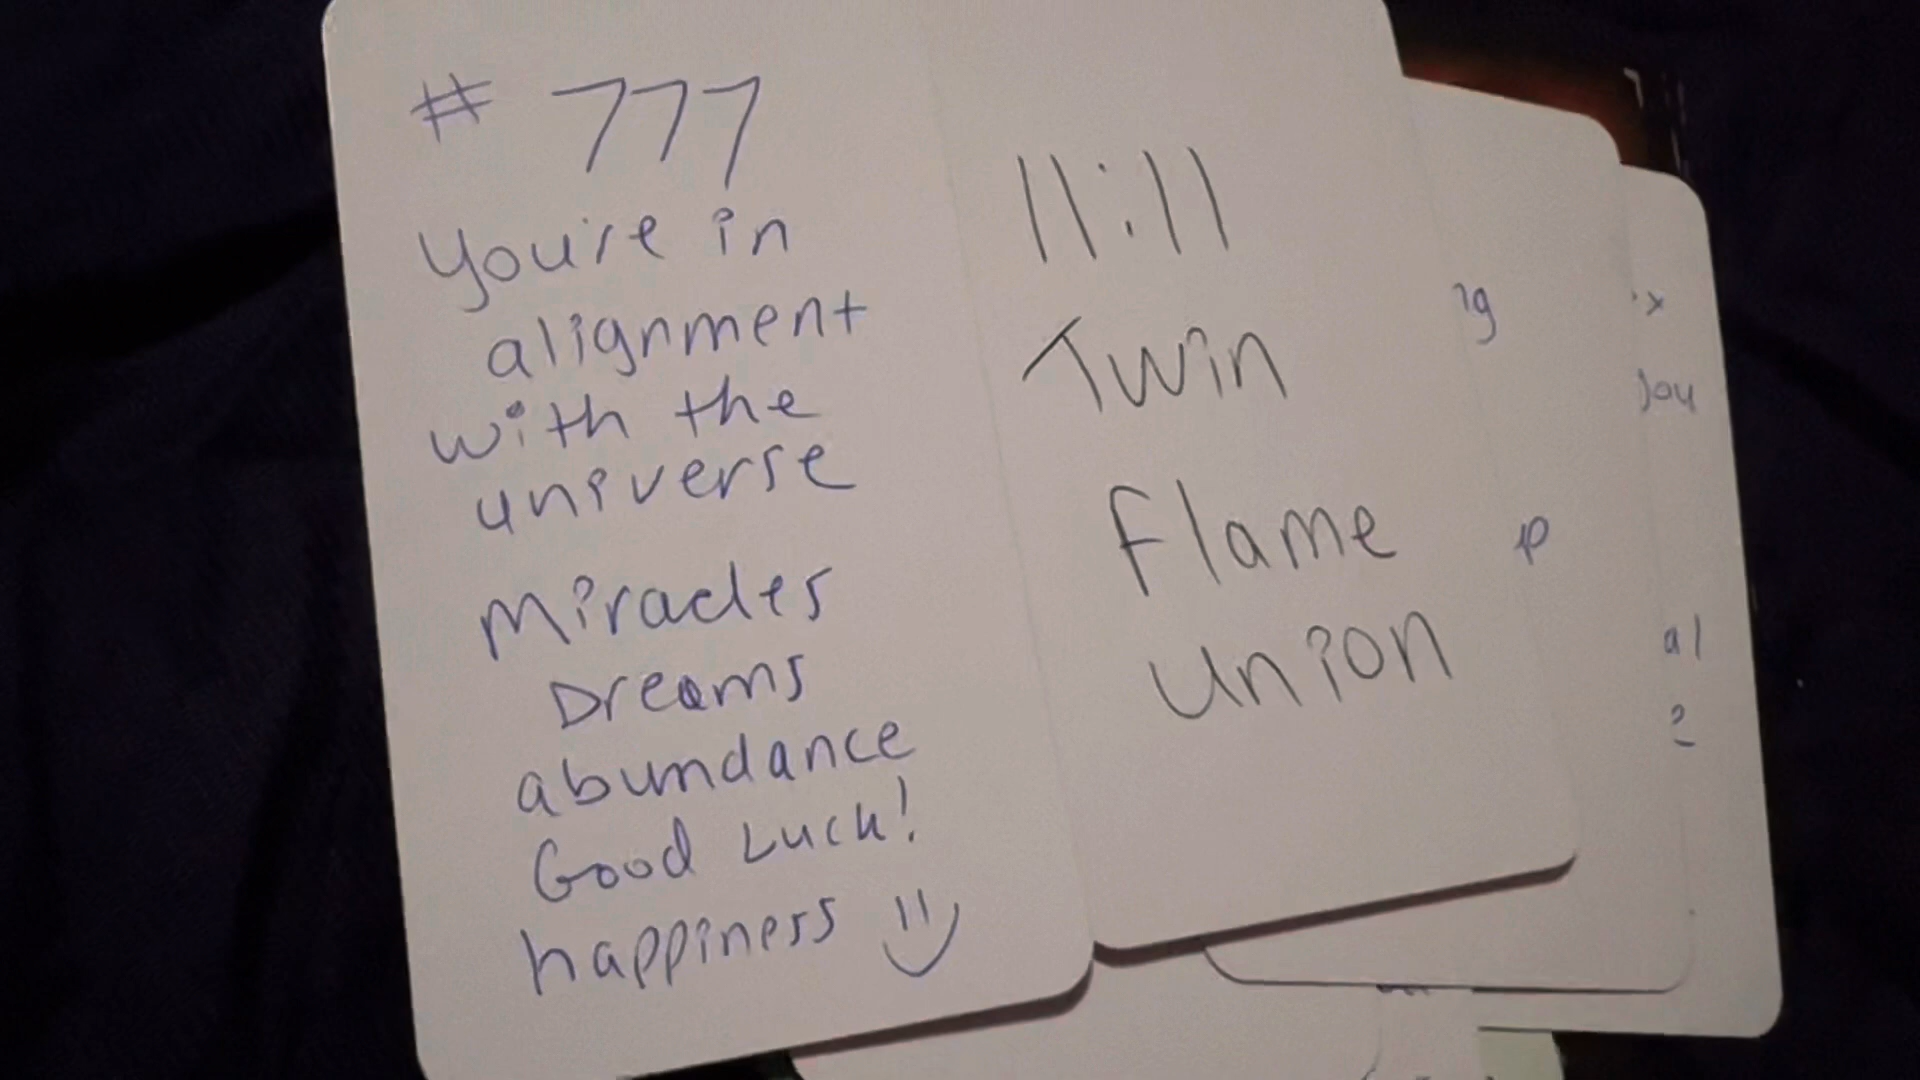 # 777
You're in
alignment
with the
universe
Miracles
Dreams
abundance
Good Luck!
happiness
11:11
Twin
Flame
Union